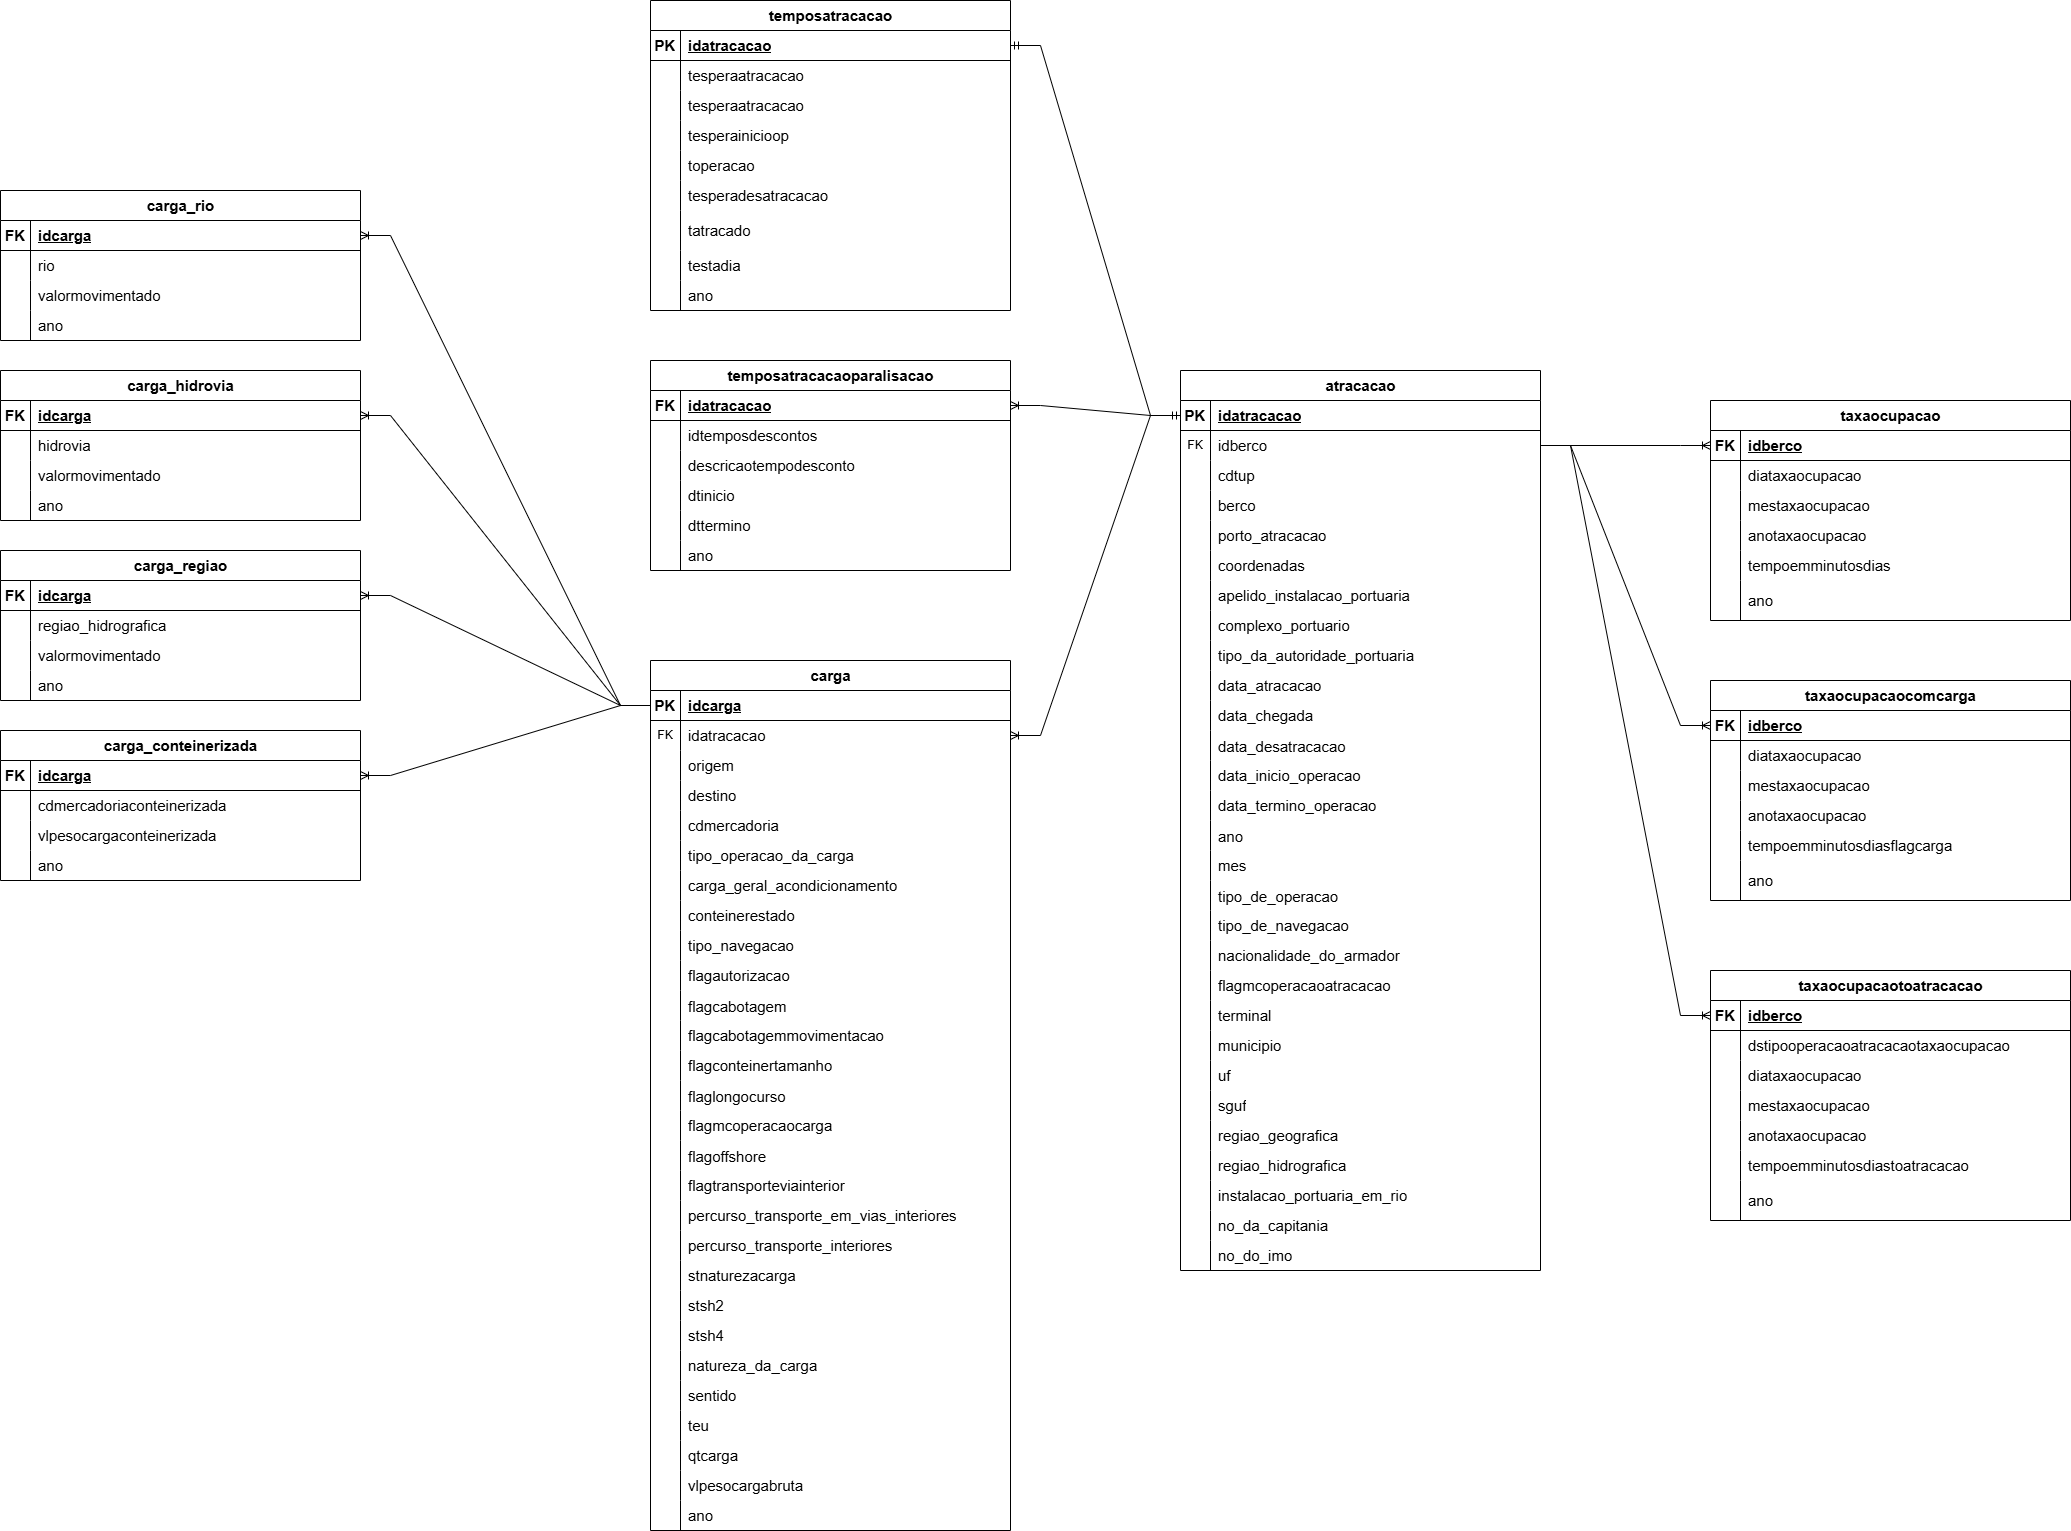 temposatracacao
PK idatracacao
tesperaatracacao
tesperaatracacao
tesperainicioop
toperacao
tesperadesatracacao
tatracado
testadia
ano
carga_rio
FK idcarga
rio
valormovimentado
ano
carga_hidrovia
FK idcarga
hidrovia
valormovimentado
ano
carga_regiao
FK idcarga
regiao_hidrografica
valormovimentado
ano
carga_conteinerizada
FK idcarga
cdmercadoriaconteinerizada
vlpesocargaconteinerizada
ano
temposatracacaoparalisacao
FK idatracacao
idtemposdescontos
descricaotempodesconto
dtinicio
dttermino
ano
carga
PK idcarga
FK idatracacao
origem
destino
cdmercadoria
tipo_operacao_da_carga
carga_geral_acondicionamento
conteinerestado
tipo_navegacao
flagautorizacao
flagcabotagem
flagcabotagemmovimentacao
flagconteinertamanho
flaglongocurso
flagmcoperacaocarga
flagoffshore
flagtransporteviainterior
percurso_transporte_em_vias_interiores
percurso_transporte_interiores
stnaturezacarga
stsh2
stsh4
natureza_da_carga
sentido
teu
qtcarga
vlpesocargabruta
ano
atracacao
PK idatracacao
FK idberco
cdtup
berco
porto_atracacao
coordenadas
apelido_instalacao_portuaria
complexo_portuario
tipo_da_autoridade_portuaria
data_atracacao
data_chegada
data_desatracacao
data_inicio_operacao
data_termino_operacao
ano
mes
tipo_de_operacao
tipo_de_navegacao
nacionalidade_do_armador
flagmcoperacaoatracacao
terminal
municipio
uf
sguf
regiao_geografica
regiao_hidrografica
instalacao_portuaria_em_rio
no_da_capitania
no_do_imo
taxaocupacao
FK idberco
diataxaocupacao
mestaxaocupacao
anotaxaocupacao
tempoemminutosdias
ano
taxaocupacaocomcarga
FK idberco
diataxaocupacao
mestaxaocupacao
anotaxaocupacao
tempoemminutosdiasflagcarga
ano
taxaocupacaotoatracacao
FK idberco
dstipooperacaoatracacaotaxaocupacao
diataxaocupacao
mestaxaocupacao
anotaxaocupacao
tempoemminutosdiastoatracacao
ano